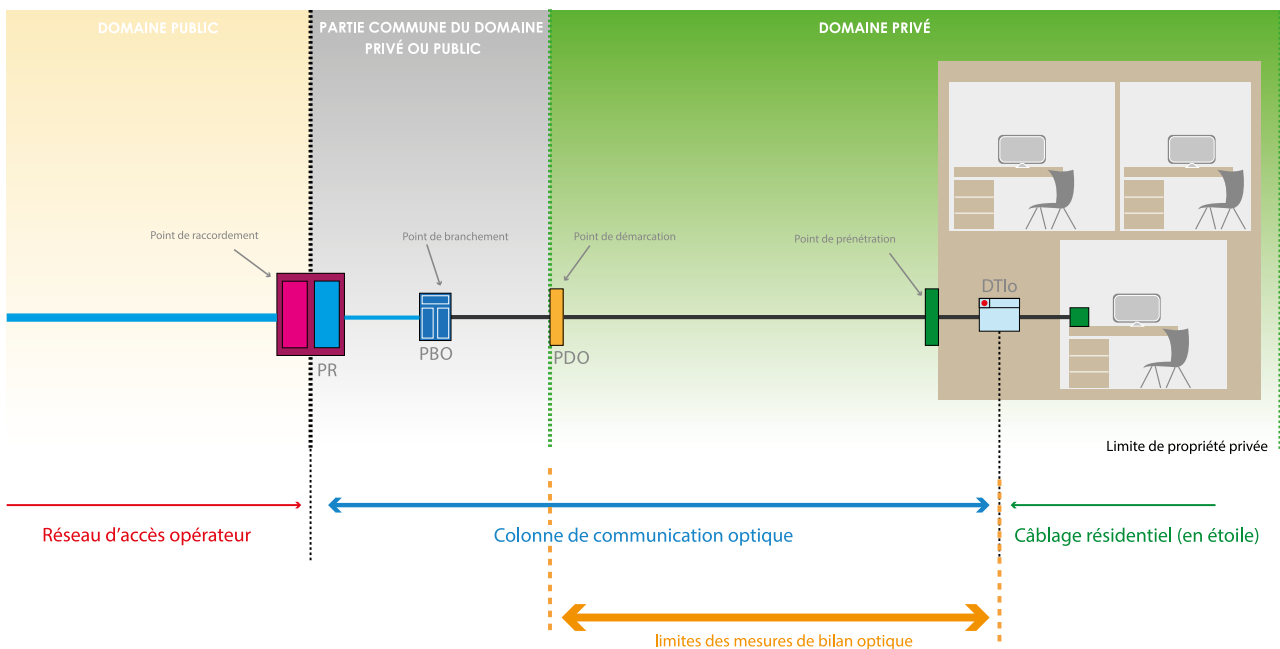 DOMAINE PUBLIC
PARTIE COMMUNE DU DOMAINE
PRIVÉ OU PUBLIC
DOMAINE PRIVÉ
Point de raccordement
Point de branchement
Point de démarcation
Point de prénétration
DTIo
PR
PBO
PDO
Limite de propriété privée
Réseau d'accès opérateur
Colonne de communication optique
Câblage résidentiel (en étoile)
limites des mesures de bilan optique